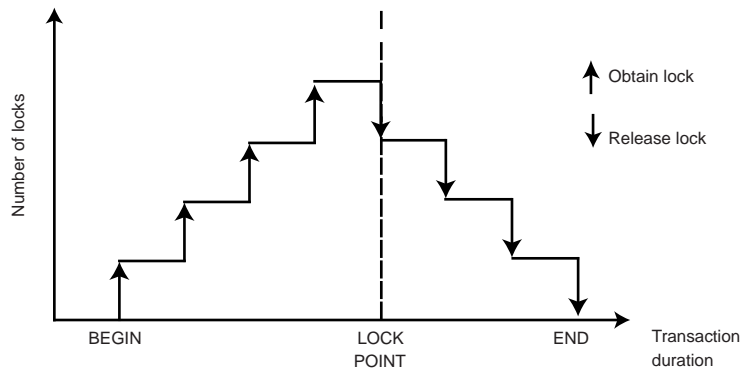 Number of locks
Obtain lock
Release lock
BEGIN
LOCK
POINT
END
Transaction
duration